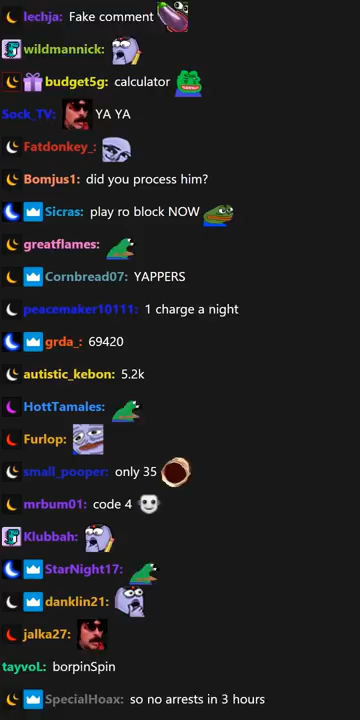 lechja: Fake comment
wildmannick:
budget5g: calculator
Sock_TV: YA YA
Fatdonkey_:
Bomjus1: did you process him?
Sicras: play ro block NOW
greatflames:
Cornbread07: YAPPERS
peacemaker10111: 1 charge a night
grda_: 69420
autistic_kebon: 5.2k
HottTamales:
Furlop:
small_pooper: only 35
mrbum01: code 4
Klubbah:
StarNight17:
danklin21:
jalka27:
tayvoL: borpinSpin
SpecialHoax: so no arrests in 3 hours